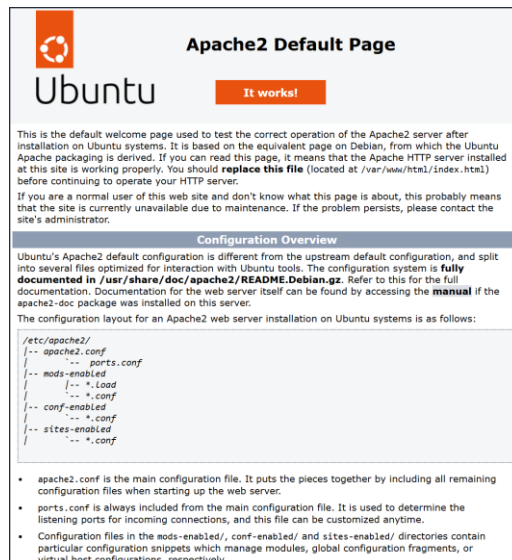 Apache2 Default Page
Ubuntu
It works!
This is the default welcome page used to test the correct operation of the Apache2 server after
installation on Ubuntu systems. It is based on the equivalent page on Debian, from which the Ubuntu
Apache packaging is derived. If you can read this page, it means that the Apache HTTP server installed
at this site is working properly. You should replace this file (located at /var/www/html/index.html)
before continuing to operate your HTTP server.
If you are a normal user of this web site and don't know what this page is about, this probably means
that the site is currently unavailable due to maintenance. If the problem persists, please contact the
site's administrator.
Configuration Overview
Ubuntu's Apache2 default configuration is different from the upstream default configuration, and split
into several files optimized for interaction with Ubuntu tools. The configuration system is fully
documented in /usr/share/doc/apache2/README.Debian.gz. Refer to this for the full
documentation. Documentation for the web server itself can be found by accessing the manual if the
apache2-doc package was installed on this server.
The configuration layout for an Apache2 web server installation on Ubuntu systems is as follows:
/etc/apache2/
|-- apache2.conf
|       `--  ports.conf
|-- mods-enabled
|       |-- *.load
|       `-- *.conf
|-- conf-enabled
|       `-- *.conf
|-- sites-enabled
|       `-- *.conf
• apache2.conf is the main configuration file. It puts the pieces together by including all remaining
configuration files when starting up the web server.
• ports.conf is always included from the main configuration file. It is used to determine the
listening ports for incoming connections, and this file can be customized anytime.
• Configuration files in the mods-enabled/, conf-enabled/ and sites-enabled/ directories contain
particular configuration snippets which manage modules, global configuration fragments, or
virtual host configurations, respectively.